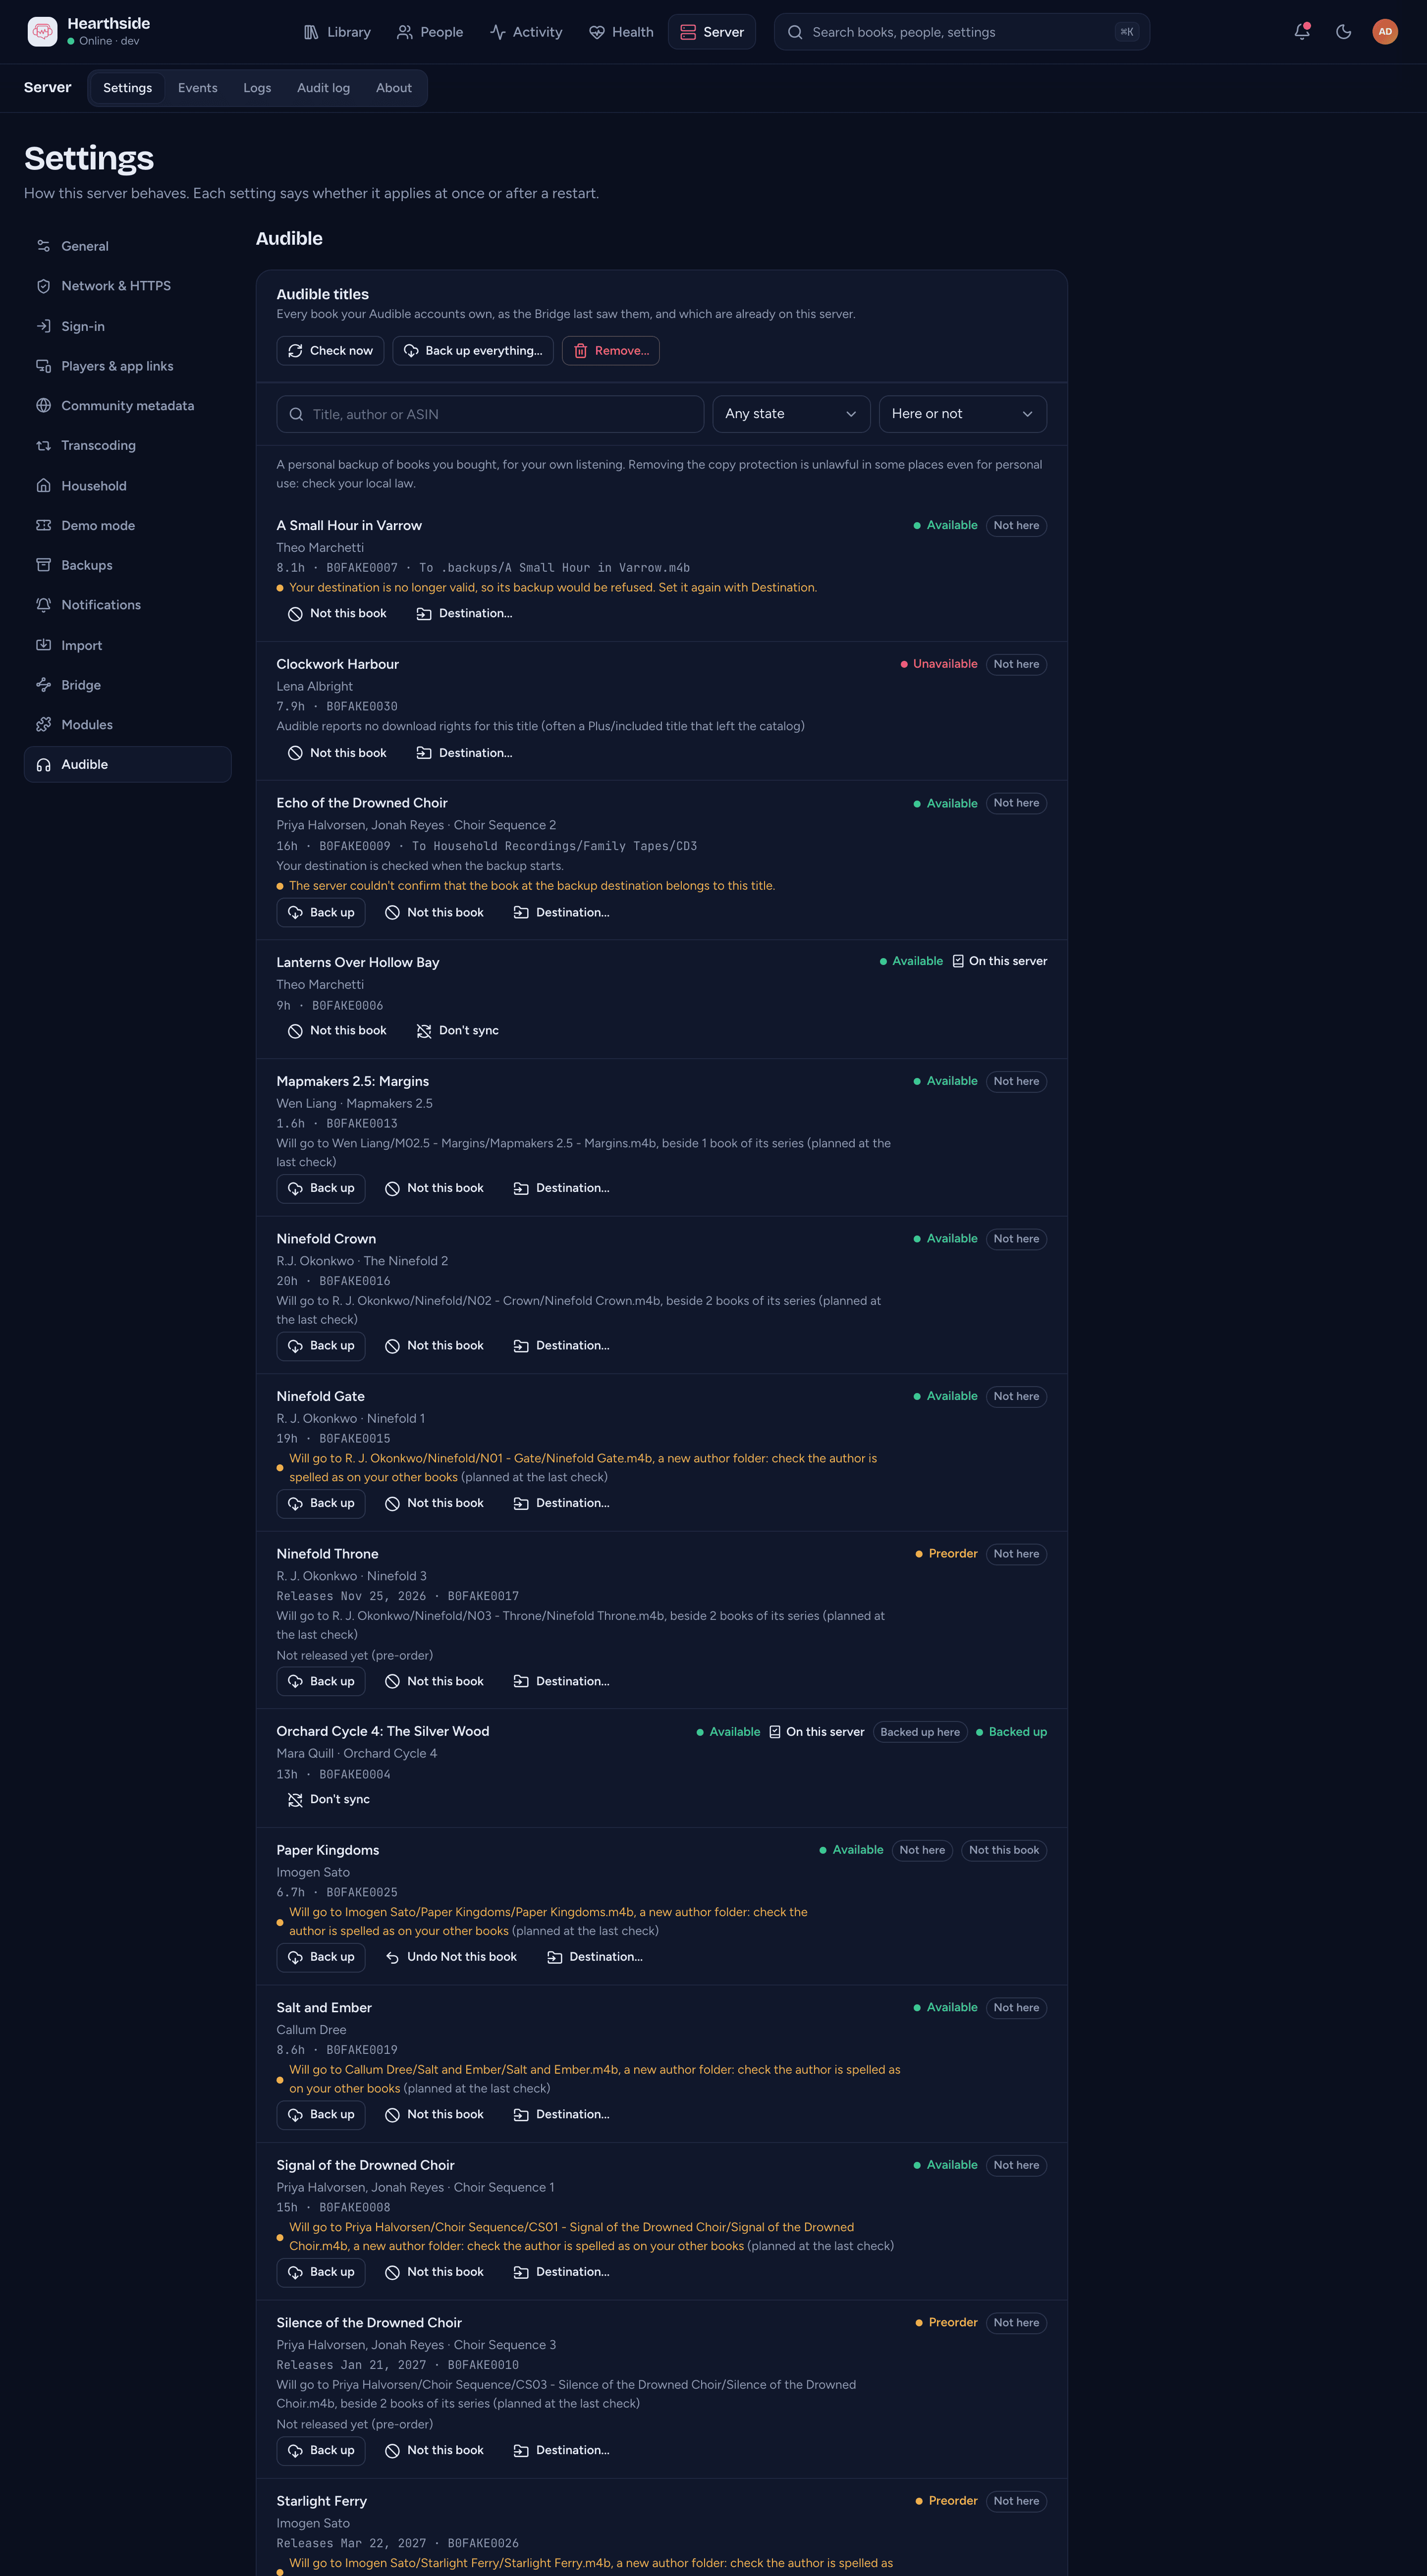 Hearthside
Online · dev
Library
People
Activity
Health
Server
Search books, people, settings
⌘K
AD
Server
Settings
Events
Logs
Audit log
About
Settings
How this server behaves. Each setting says whether it applies at once or after a restart.
General
Network & HTTPS
Sign-in
Players & app links
Community metadata
Transcoding
Household
Demo mode
Backups
Notifications
Import
Bridge
Modules
Audible
Audible
Audible titles
Every book your Audible accounts own, as the Bridge last saw them, and which are already on this server.
Check now
Back up everything...
Remove...
Title, author or ASIN
Any state
Here or not
A personal backup of books you bought, for your own listening. Removing the copy protection is unlawful in some places even for personal
use: check your local law.
A Small Hour in Varrow
Available
Not here
Theo Marchetti
8.1h · B0FAKE0007 · To .backups/A Small Hour in Varrow.m4b
Your destination is no longer valid, so its backup would be refused. Set it again with Destination.
Not this book
Destination...
Clockwork Harbour
Unavailable
Not here
Lena Albright
7.9h · B0FAKE0030
Audible reports no download rights for this title (often a Plus/included title that left the catalog)
Not this book
Destination...
Echo of the Drowned Choir
Available
Not here
Priya Halvorsen, Jonah Reyes · Choir Sequence 2
16h · B0FAKE0009 · To Household Recordings/Family Tapes/CD3
Your destination is checked when the backup starts.
The server couldn't confirm that the book at the backup destination belongs to this title.
Back up
Not this book
Destination...
Lanterns Over Hollow Bay
Available
On this server
Theo Marchetti
9h · B0FAKE0006
Not this book
Don't sync
Mapmakers 2.5: Margins
Available
Not here
Wen Liang · Mapmakers 2.5
1.6h · B0FAKE0013
Will go to Wen Liang/M02.5 - Margins/Mapmakers 2.5 - Margins.m4b, beside 1 book of its series (planned at the
last check)
Back up
Not this book
Destination...
Ninefold Crown
Available
Not here
R.J. Okonkwo · The Ninefold 2
20h · B0FAKE0016
Will go to R. J. Okonkwo/Ninefold/N02 - Crown/Ninefold Crown.m4b, beside 2 books of its series (planned at
the last check)
Back up
Not this book
Destination...
Ninefold Gate
Available
Not here
R. J. Okonkwo · Ninefold 1
19h · B0FAKE0015
Will go to R. J. Okonkwo/Ninefold/N01 - Gate/Ninefold Gate.m4b, a new author folder: check the author is
spelled as on your other books (planned at the last check)
Back up
Not this book
Destination...
Ninefold Throne
Preorder
Not here
R. J. Okonkwo · Ninefold 3
Releases Nov 25, 2026 · B0FAKE0017
Will go to R. J. Okonkwo/Ninefold/N03 - Throne/Ninefold Throne.m4b, beside 2 books of its series (planned at
the last check)
Not released yet (pre-order)
Back up
Not this book
Destination...
Orchard Cycle 4: The Silver Wood
Available
On this server
Backed up here
Backed up
Mara Quill · Orchard Cycle 4
13h · B0FAKE0004
Don't sync
Paper Kingdoms
Available
Not here
Not this book
Imogen Sato
6.7h · B0FAKE0025
Will go to Imogen Sato/Paper Kingdoms/Paper Kingdoms.m4b, a new author folder: check the
author is spelled as on your other books (planned at the last check)
Back up
Undo Not this book
Destination...
Salt and Ember
Available
Not here
Callum Dree
8.6h · B0FAKE0019
Will go to Callum Dree/Salt and Ember/Salt and Ember.m4b, a new author folder: check the author is spelled as
on your other books (planned at the last check)
Back up
Not this book
Destination...
Signal of the Drowned Choir
Available
Not here
Priya Halvorsen, Jonah Reyes · Choir Sequence 1
15h · B0FAKE0008
Will go to Priya Halvorsen/Choir Sequence/CS01 - Signal of the Drowned Choir/Signal of the Drowned
Choir.m4b, a new author folder: check the author is spelled as on your other books (planned at the last check)
Back up
Not this book
Destination...
Silence of the Drowned Choir
Preorder
Not here
Priya Halvorsen, Jonah Reyes · Choir Sequence 3
Releases Jan 21, 2027 · B0FAKE0010
Will go to Priya Halvorsen/Choir Sequence/CS03 - Silence of the Drowned Choir/Silence of the Drowned
Choir.m4b, beside 2 books of its series (planned at the last check)
Not released yet (pre-order)
Back up
Not this book
Destination...
Starlight Ferry
Preorder
Not here
Imogen Sato
Releases Mar 22, 2027 · B0FAKE0026
Will go to Imogen Sato/Starlight Ferry/Starlight Ferry.m4b, a new author folder: check the author is spelled as